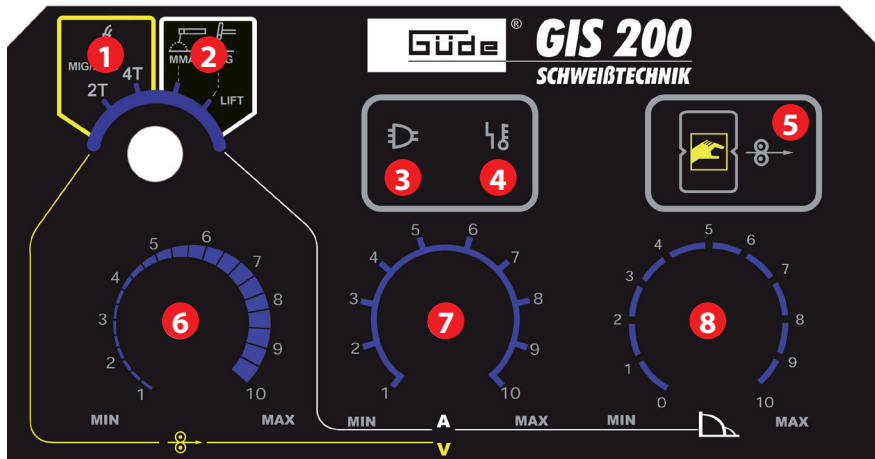 1
2
2T
4T
MMA
LIFT
Güde ®
GIS 200
SCHWEIßTECHNIK
3
4
5
1 2 3 4 5 6 7 8 9 10
6
MIN MAX
1 2 3 4 5 6 7 8 9 10
7
MIN A MAX
V
0 1 2 3 4 5 6 7 8 9 10
8
MIN MAX